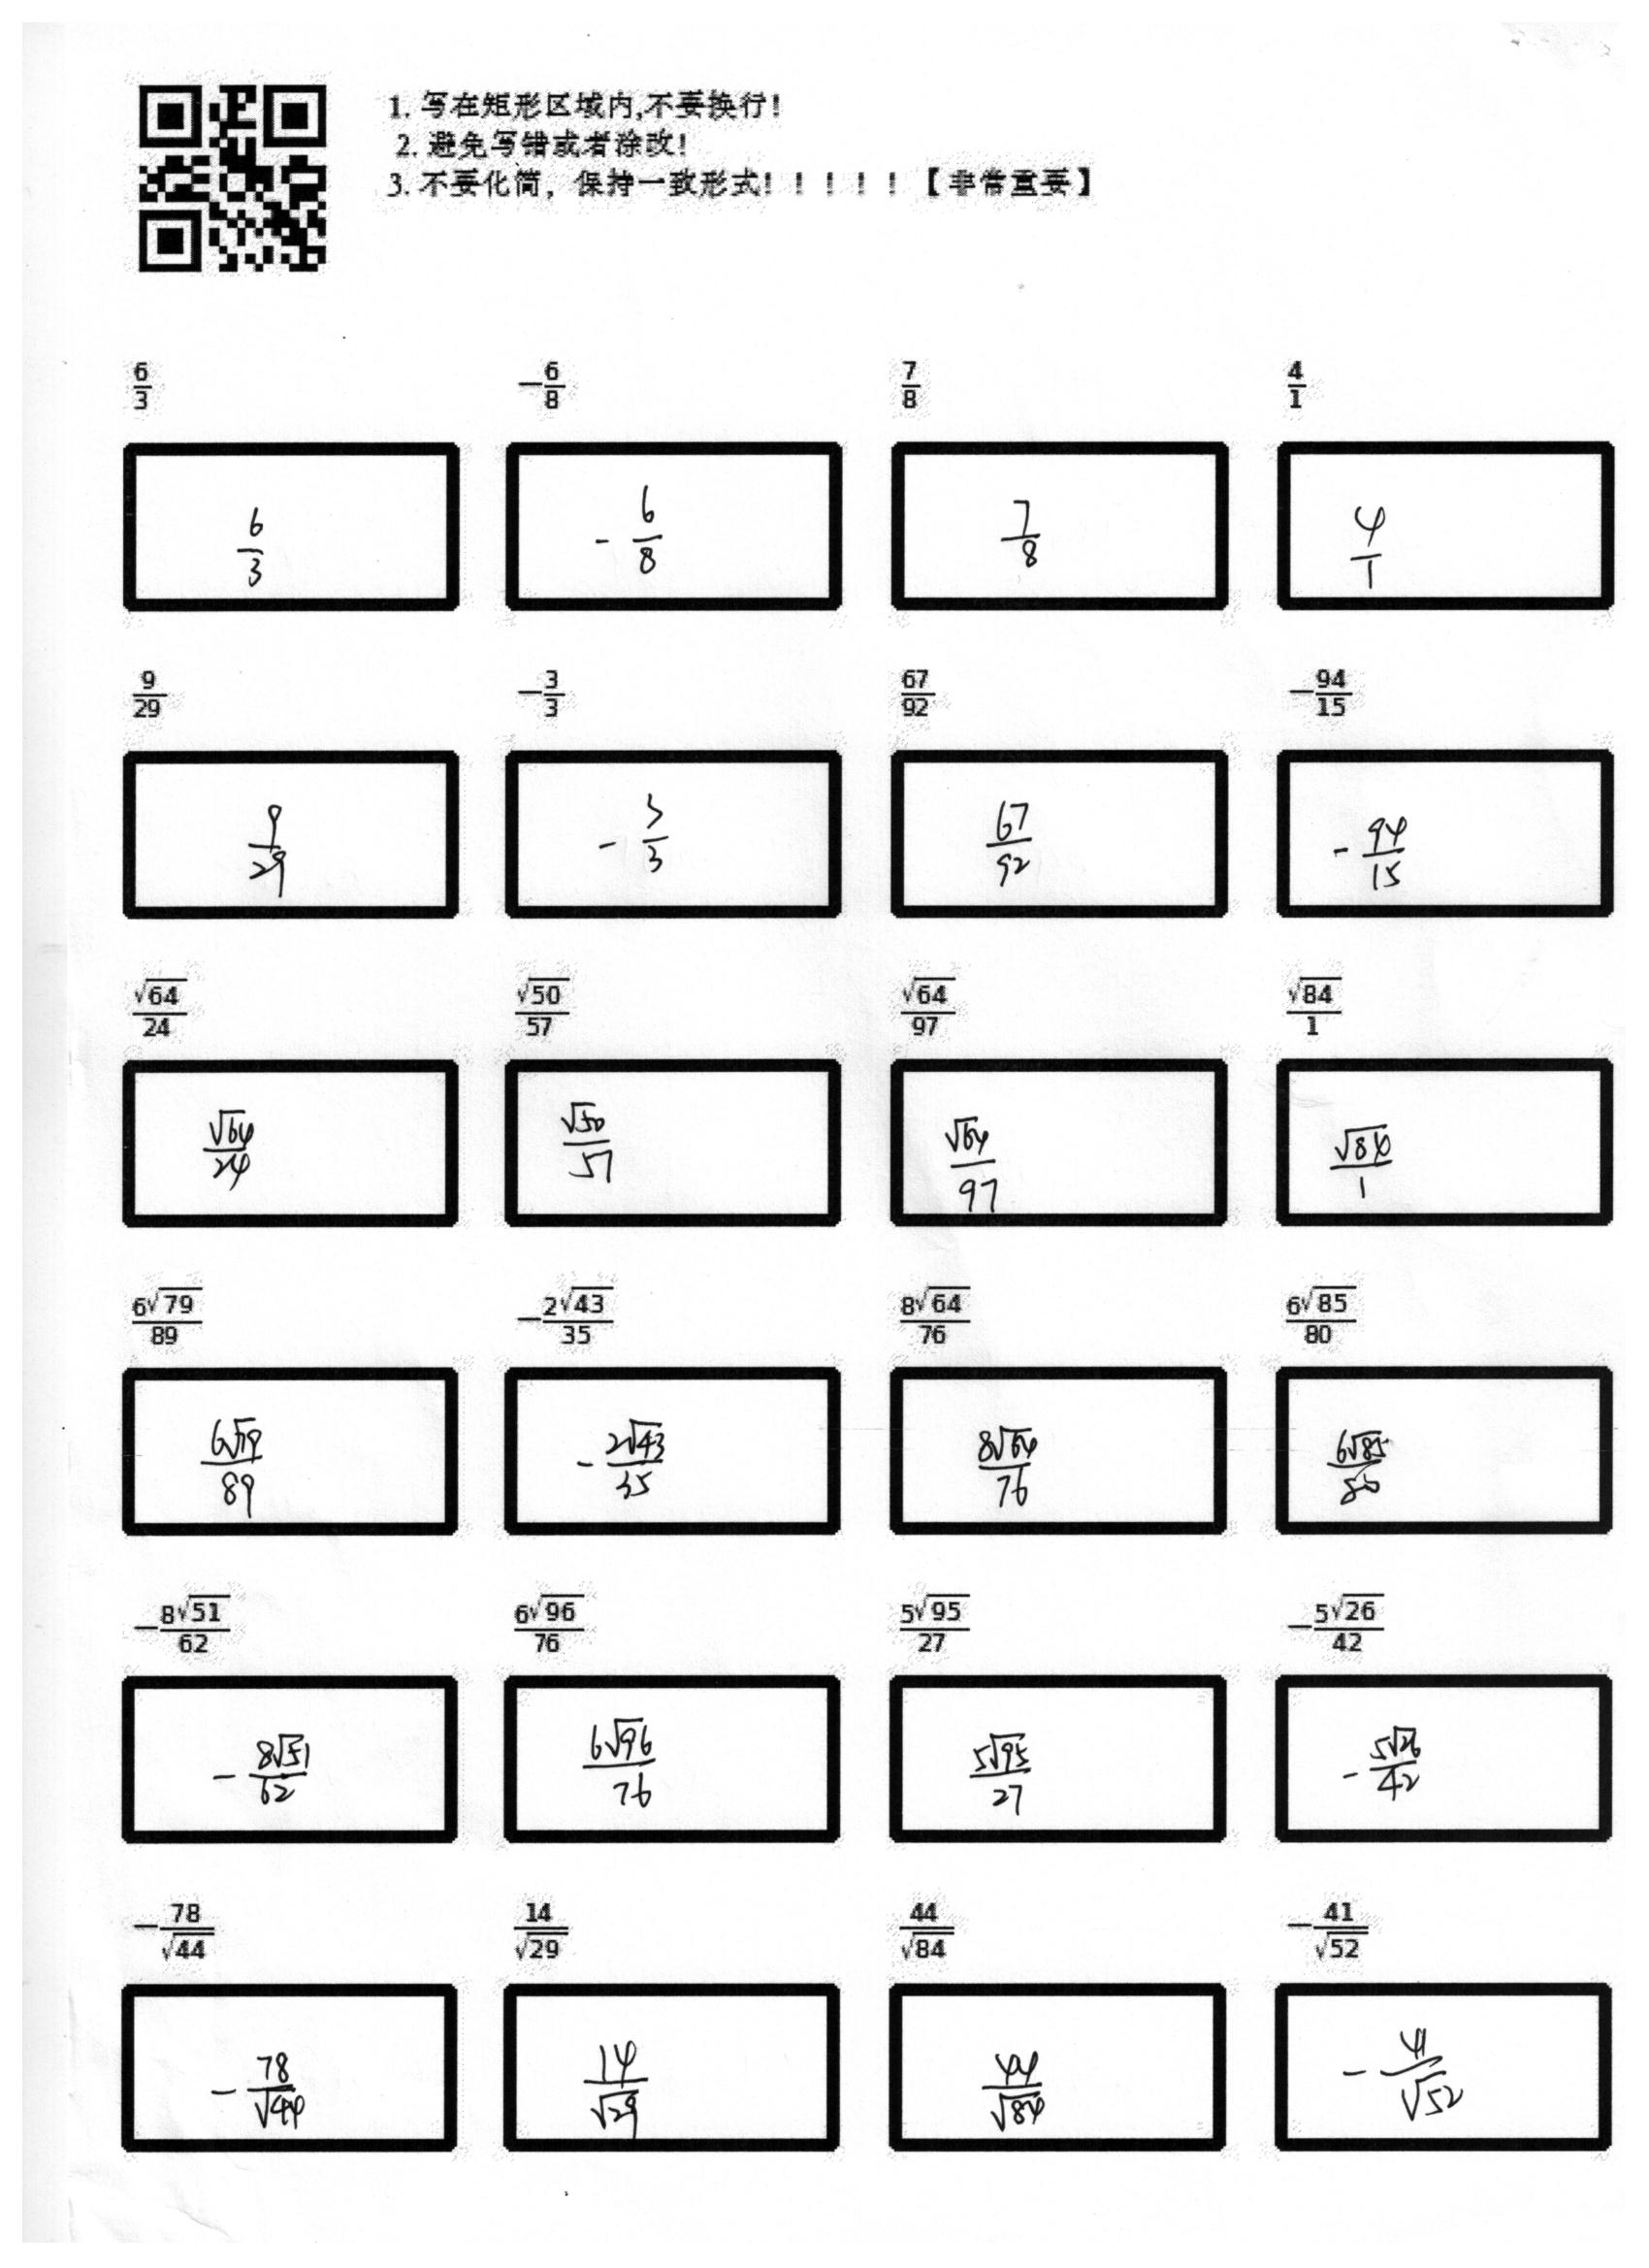 1. 写在矩形区域内,不要换行!
2. 避免写错或者涂改!
3. 不要化简，保持一致形式! ! ! ! ! 【非常重要】
\frac{6}{3} -\frac{6}{8} \frac{7}{8} \frac{4}{1}
\frac{6}{3} -\frac{6}{8} \frac{7}{8} \frac{4}{1}
\frac{9}{29} -\frac{3}{3} \frac{67}{92} -\frac{94}{15}
\frac{9}{29} -\frac{3}{3} \frac{67}{92} -\frac{94}{15}
\frac{\sqrt{64}}{24} \frac{\sqrt{50}}{57} \frac{\sqrt{64}}{97} \frac{\sqrt{84}}{1}
\frac{\sqrt{64}}{24} \frac{\sqrt{50}}{57} \frac{\sqrt{64}}{97} \frac{\sqrt{84}}{1}
\frac{6\sqrt{79}}{89} -\frac{2\sqrt{43}}{35} \frac{8\sqrt{64}}{76} \frac{6\sqrt{85}}{80}
\frac{6\sqrt{79}}{89} -\frac{2\sqrt{43}}{35} \frac{8\sqrt{64}}{76} \frac{6\sqrt{85}}{80}
-\frac{8\sqrt{51}}{62} \frac{6\sqrt{96}}{76} \frac{5\sqrt{95}}{27} -\frac{5\sqrt{26}}{42}
-\frac{8\sqrt{51}}{62} \frac{6\sqrt{96}}{76} \frac{5\sqrt{95}}{27} -\frac{5\sqrt{26}}{42}
-\frac{78}{\sqrt{44}} \frac{14}{\sqrt{29}} \frac{44}{\sqrt{84}} -\frac{41}{\sqrt{52}}
-\frac{78}{\sqrt{44}} \frac{14}{\sqrt{29}} \frac{44}{\sqrt{84}} -\frac{41}{\sqrt{52}}